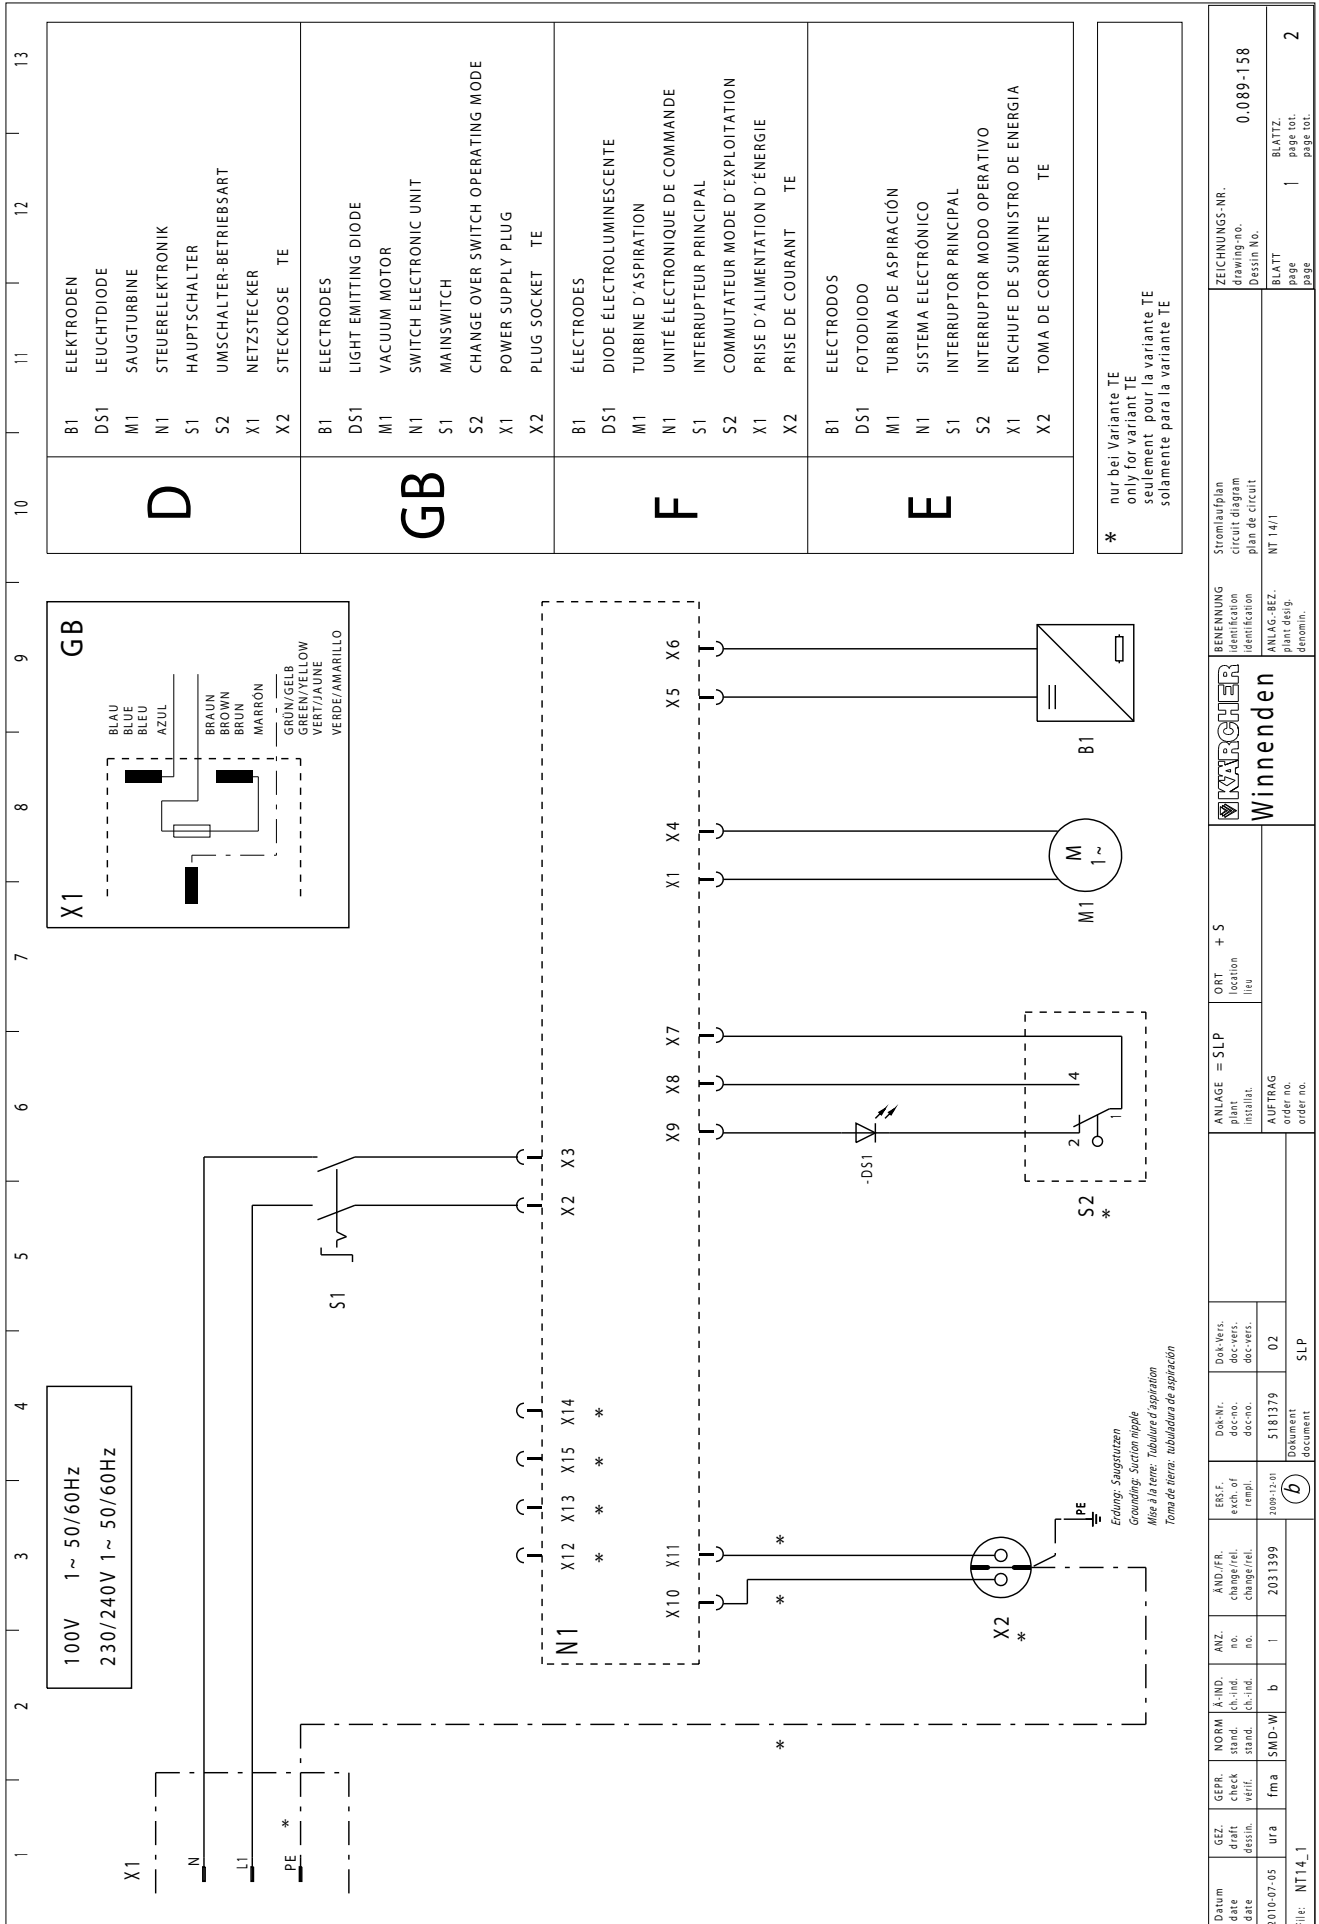 1 2 3 4 5 6 7 8 9 10 11 12 13
100V 1~ 50/60Hz
230/240V 1~ 50/60Hz
X1
N
L1
PE *
*
S1
N1
X12 *
X13 *
X15 *
X14 *
X2
X3
X10
X11
X9
X8
X7
X1
X4
X5
X6
*
*
X2
*
PE
Erdung: Saugstutzen
Grounding: Suction nipple
Mise à la terre: Tubulure d'aspiration
Toma de tierra: tubuladura de aspiración
-DS1
S2
*
2
4
1
M1
M
1~
B1
X1
GB
BLAU
BLUE
BLEU
AZUL
BRAUN
BROWN
BRUN
MARRÓN
GRÜN/GELB
GREEN/YELLOW
VERT/JAUNE
VERDE/AMARILLO
D
B1 ELEKTRODEN
DS1 LEUCHTDIODE
M1 SAUGTURBINE
N1 STEUERELEKTRONIK
S1 HAUPTSCHALTER
S2 UMSCHALTER-BETRIEBSART
X1 NETZSTECKER
X2 STECKDOSE TE
GB
B1 ELECTRODES
DS1 LIGHT EMITTING DIODE
M1 VACUUM MOTOR
N1 SWITCH ELECTRONIC UNIT
S1 MAINSWITCH
S2 CHANGE OVER SWITCH OPERATING MODE
X1 POWER SUPPLY PLUG
X2 PLUG SOCKET TE
F
B1 ÉLECTRODES
DS1 DIODE ÉLECTROLUMINESCENTE
M1 TURBINE D'ASPIRATION
N1 UNITÉ ÉLECTRONIQUE DE COMMANDE
S1 INTERRUPTEUR PRINCIPAL
S2 COMMUTATEUR MODE D'EXPLOITATION
X1 PRISE D'ALIMENTATION D'ÉNERGIE
X2 PRISE DE COURANT TE
E
B1 ELECTRODOS
DS1 FOTODIODO
M1 TURBINA DE ASPIRACIÓN
N1 SISTEMA ELECTRÓNICO
S1 INTERRUPTOR PRINCIPAL
S2 INTERRUPTOR MODO OPERATIVO
X1 ENCHUFE DE SUMINISTRO DE ENERGIA
X2 TOMA DE CORRIENTE TE
* nur bei Variante TE
only for variant TE
seulement pour la variante TE
solamente para la variante TE
Datum
date
date
2010-07-05
GEZ.
draft
dessin.
ura
GEPR.
check
vérif.
fma
NORM
stand.
stand.
SMD-W
Ä-IND.
ch.-ind.
ch.-ind.
b
ANZ.
no.
no.
1
ÄND./FR.
change/rel.
change/rel.
2031399
ERS.F.
exch. of
rempl.
2009-12-01
b
Dok-Nr.
doc-no.
doc-no.
5181379
Dok-Vers.
doc-vers.
doc-vers.
02
Dokument
document
SLP
file: NT14_1
ANLAGE = SLP
plant
installat.
ORT + S
location
lieu
AUFTRAG
order no.
order no.
KÄRCHER
Winnenden
BENENNUNG
identification
identification
Stromlaufplan
circuit diagram
plan de circuit
ANLAG.-BEZ.
plant desig.
denomin.
NT 14/1
ZEICHNUNGS-NR.
drawing-no.
Dessin No.
0.089-158
BLATT
page
page
1
BLATTZ.
page tot.
page tot.
2